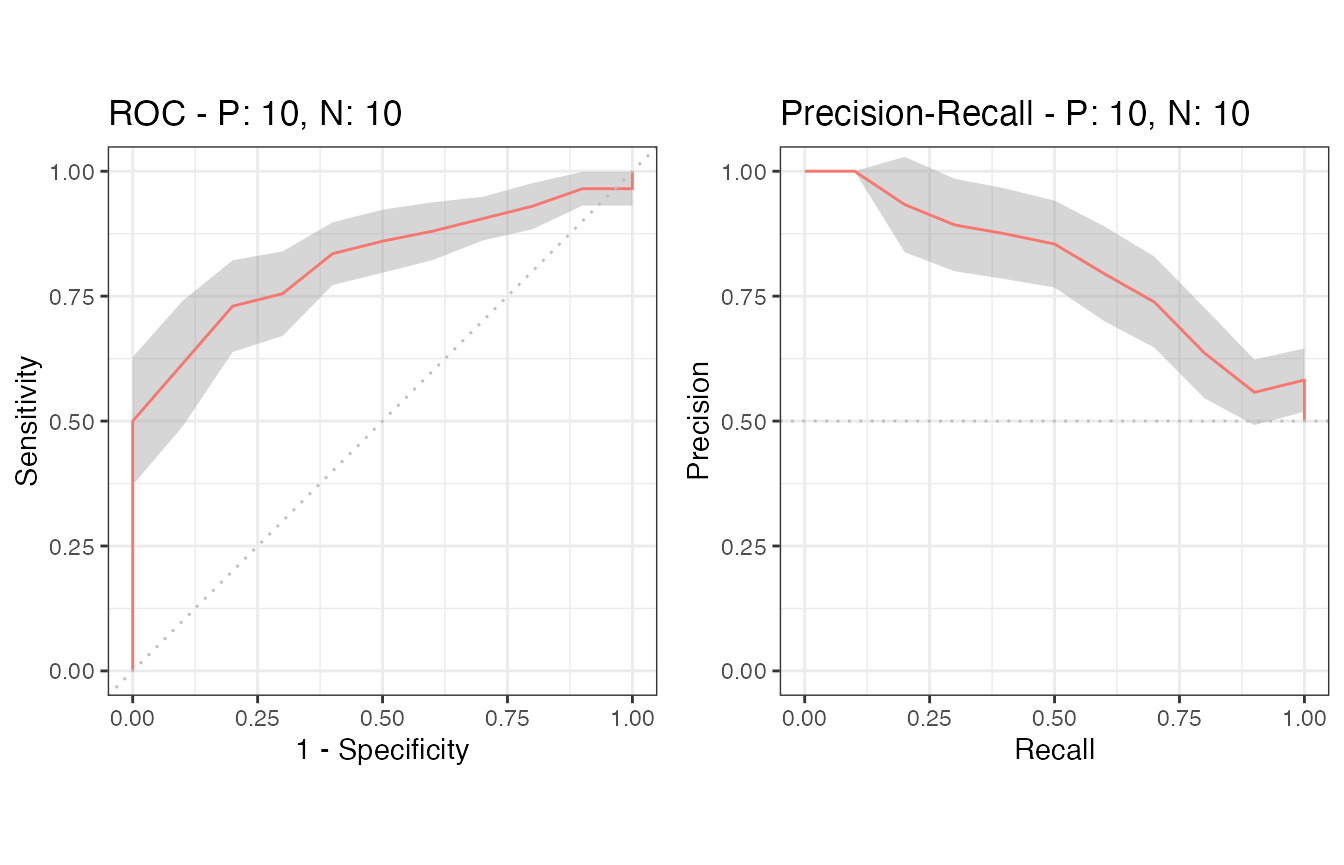 ROC - P: 10, N: 10
1.00
0.75
0.50
0.25
0.00
Sensitivity
0.00 0.25 0.50 0.75 1.00
1 - Specificity
Precision-Recall - P: 10, N: 10
1.00
0.75
0.50
0.25
0.00
Precision
0.00 0.25 0.50 0.75 1.00
Recall